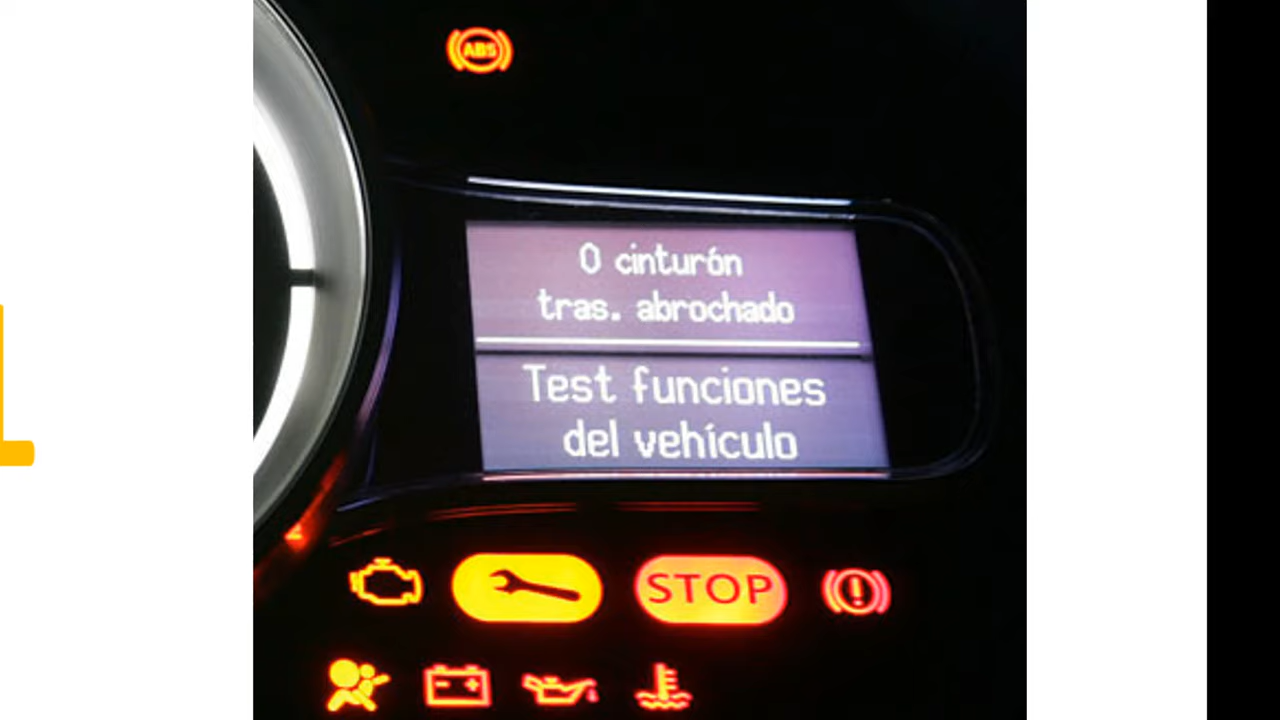 ABS
0 cinturón
tras. abrochado
Test funciones
del vehículo
STOP